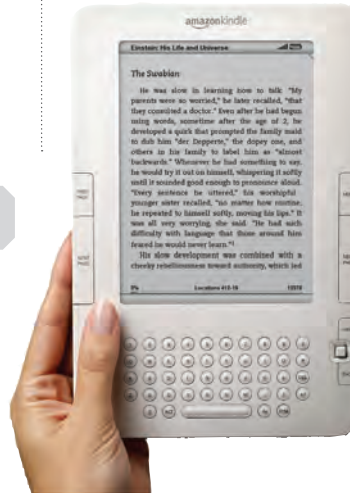 amazonkindle
Einstein: His Life and Universe
The Swabian
He was slow in learning how to talk. "My
parents were so worried," he later recalled, "that
they consulted a doctor." Even after he had begun
using words, sometime after the age of 2, he
developed a quirk that prompted the family maid
to dub him "der Depperte," the dopey one, and
others in his family to label him as "almost
backwards." Whenever he had something to say,
he would try it out on himself, whispering it softly
until it sounded good enough to pronounce aloud.
"Every sentence he uttered," his worshipful
younger sister recalled, "no matter how routine,
he repeated to himself softly, moving his lips." It
was all very worrying, she said. "He had such
difficulty with language that those around him
feared he would never learn."
His slow development was combined with a
cheeky rebelliousness toward authority, which led
Locations
PREV
PAGE
NEXT
PAGE